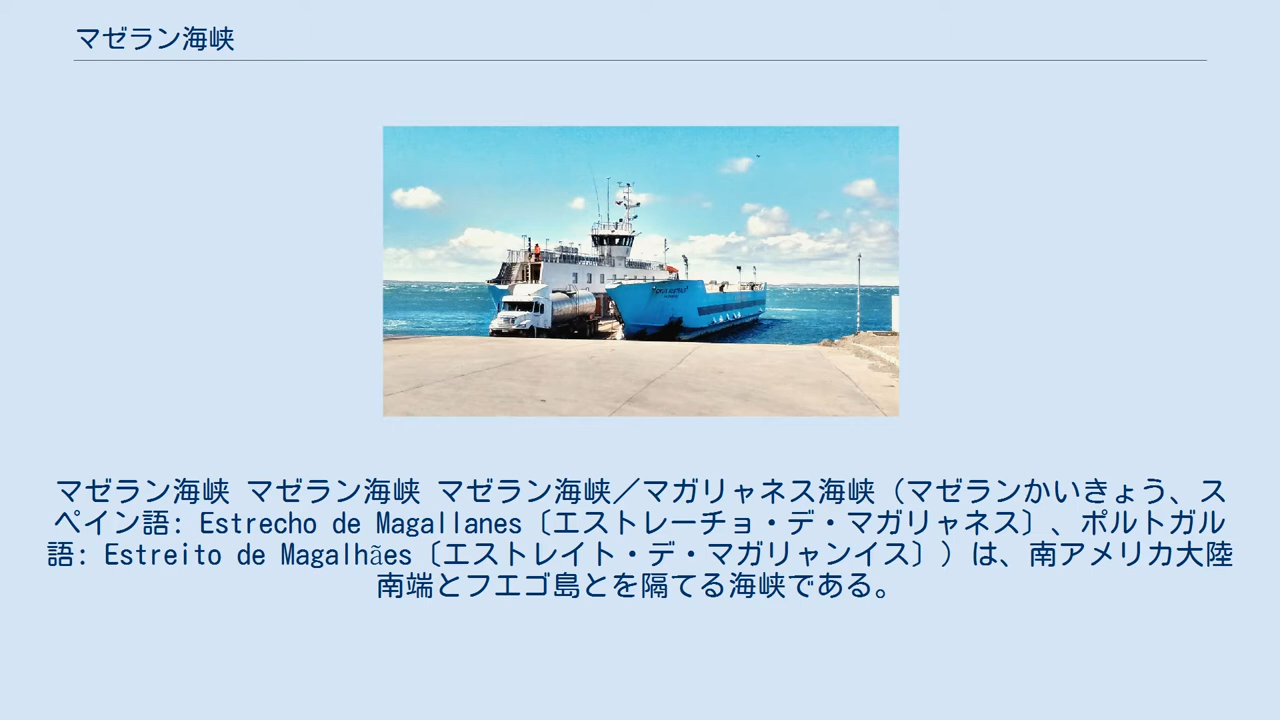 マゼラン海峡
マゼラン海峡 マゼラン海峡 マゼラン海峡／マガリャネス海峡（マゼランかいきょう、ス
ペイン語: Estrecho de Magallanes〔エストレーチョ・デ・マガリャネス〕、ポルトガル
語: Estreito de Magalhães〔エストレイト・デ・マガリャンイス〕）は、南アメリカ大陸
南端とフエゴ島とを隔てる海峡である。